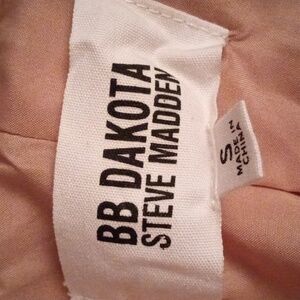 BB DAKOTA
STEVE MADDEN
S
MADE IN
CHINA